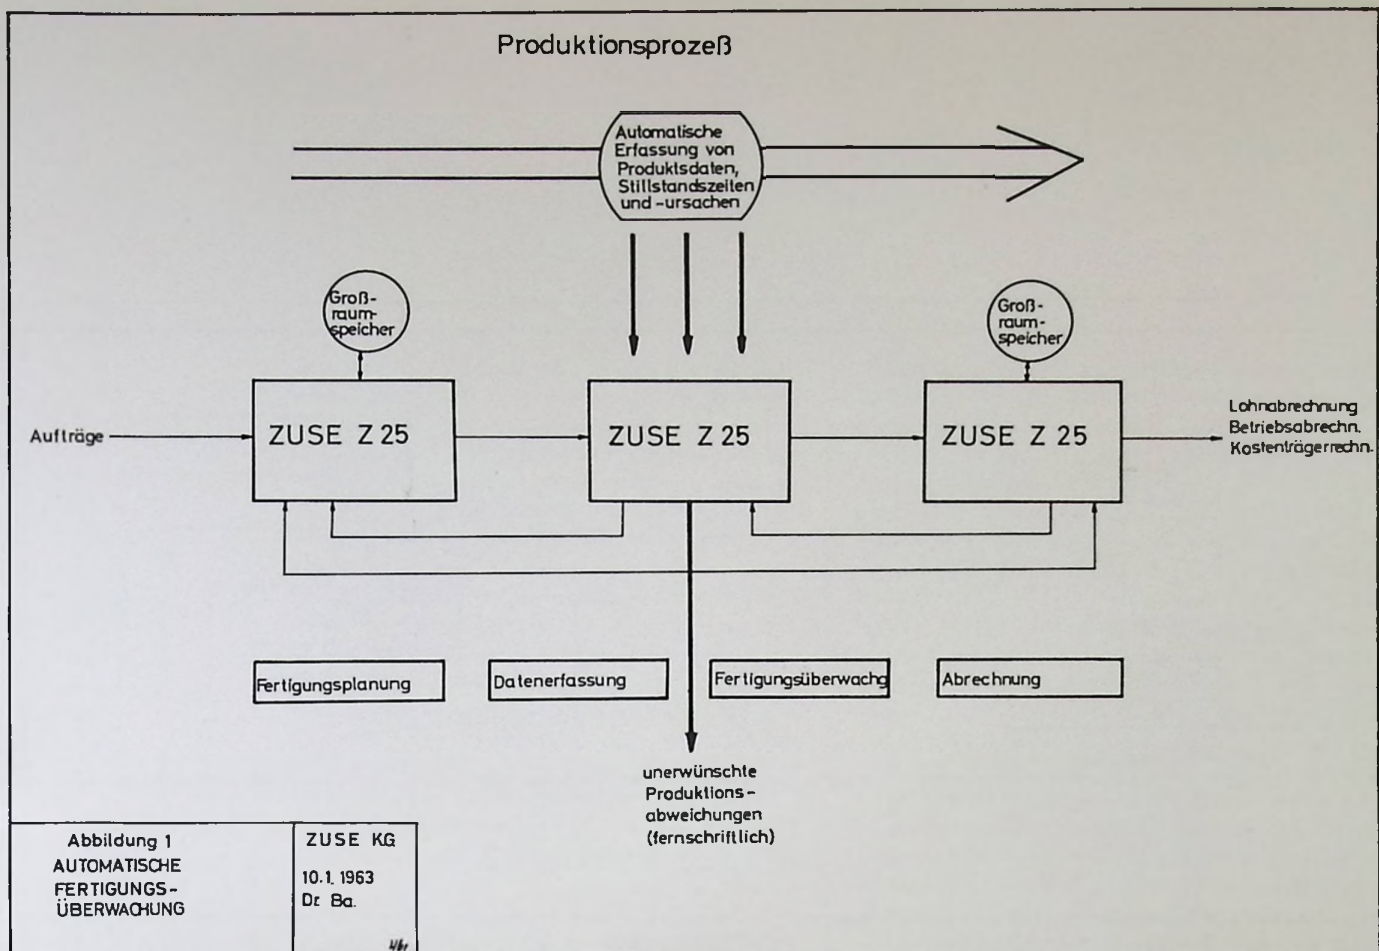 Produktionsprozeß
Automatische
Erfassung von
Produktsdaten,
Stillstandszeiten
und -ursachen
Groß-
raum-
speicher
Groß-
raum-
speicher
Aufträge
ZUSE Z 25
ZUSE Z 25
ZUSE Z 25
Lohnabrechnung
Betriebsabrechn.
Kostenträgerrechn.
Fertigungsplanung
Datenerfassung
Fertigungsüberwachg
Abrechnung
unerwünschte
Produktions-
abweichungen
(fernschriftlich)
Abbildung 1
AUTOMATISCHE
FERTIGUNGS-
ÜBERWACHUNG
ZUSE KG
10.1.1963
Dr. Ba.